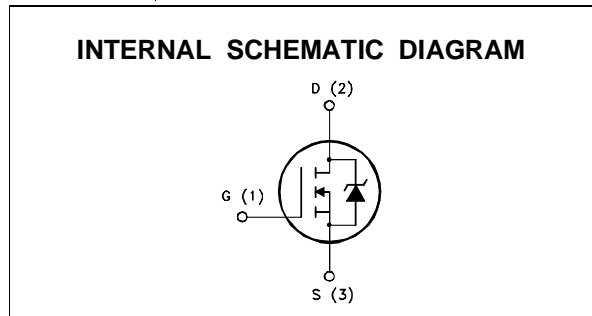 INTERNAL SCHEMATIC DIAGRAM
D (2)
G (1)
S (3)